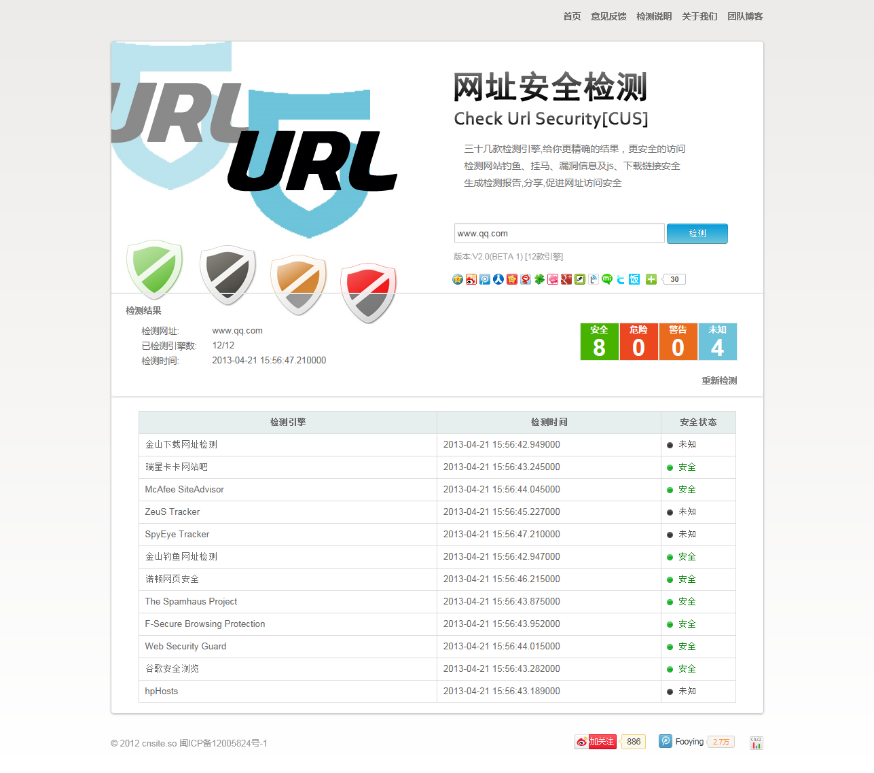 首页 意见反馈 检测说明 关于我们 团队博客
URL
URL
网址安全检测
Check Url Security[CUS]
三十几款检测引擎,给你更精确的结果，更安全的访问
检测网站钓鱼、挂马、漏洞信息及js、下载链接安全
生成检测报告,分享,促进网址访问安全
www.qq.com 检测
版本:V2.0(BETA 1) [12款引擎]
30
检测结果
检测网址: www.qq.com
已检测引擎数: 12/12
检测时间: 2013-04-21 15:56:47.210000
安全 危险 警告 未知
8 0 0 4
重新检测
检测引擎 检测时间 安全状态
金山下载网址检测 2013-04-21 15:56:42.949000 未知
瑞星卡卡网站吧 2013-04-21 15:56:43.245000 安全
McAfee SiteAdvisor 2013-04-21 15:56:44.045000 安全
ZeuS Tracker 2013-04-21 15:56:45.227000 未知
SpyEye Tracker 2013-04-21 15:56:47.210000 未知
金山钓鱼网址检测 2013-04-21 15:56:42.947000 安全
诺顿网页安全 2013-04-21 15:56:46.215000 安全
The Spamhaus Project 2013-04-21 15:56:43.875000 安全
F-Secure Browsing Protection 2013-04-21 15:56:43.952000 安全
Web Security Guard 2013-04-21 15:56:44.015000 安全
谷歌安全浏览 2013-04-21 15:56:43.282000 安全
hpHosts 2013-04-21 15:56:43.189000 未知
© 2012 cnsite.so 闽ICP备12005824号-1 加关注 886 Fooying 2.7万